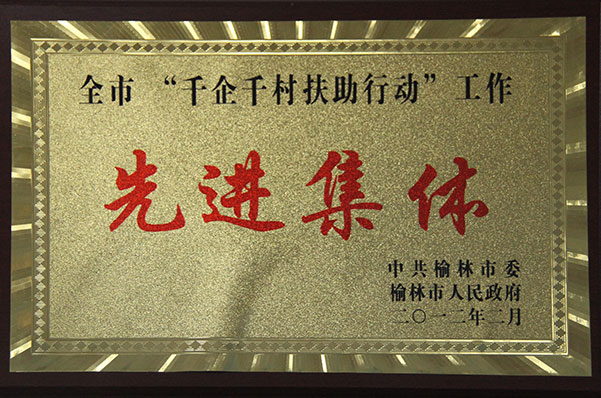 全市“千企千村扶助行动”工作
先进集体
中共榆林市委
榆林市人民政府
二〇一二年二月